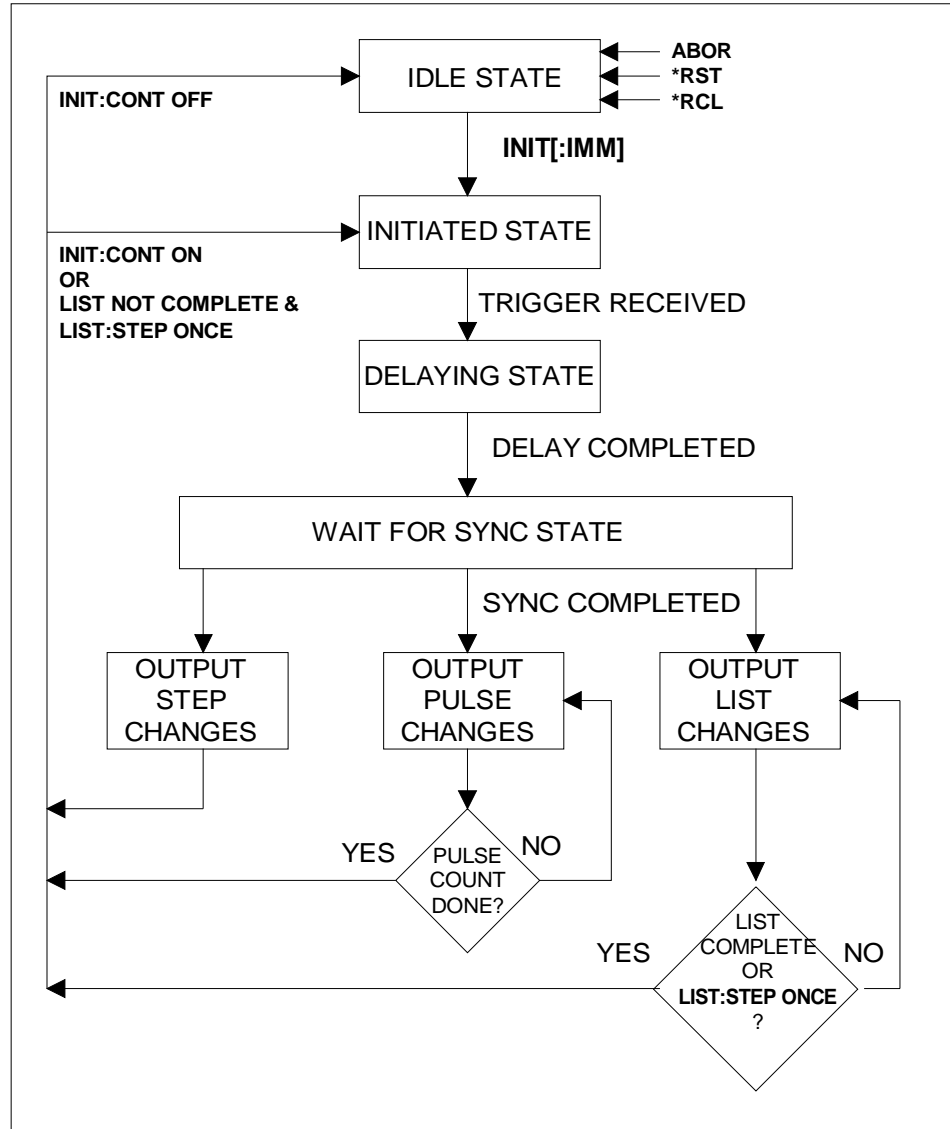 ABOR
IDLE STATE
*RST
*RCL
INIT:CONT OFF
INIT[:IMM]
INITIATED STATE
INIT:CONT ON
OR
LIST NOT COMPLETE &
LIST:STEP ONCE
TRIGGER RECEIVED
DELAYING STATE
DELAY COMPLETED
WAIT FOR SYNC STATE
SYNC COMPLETED
OUTPUT
STEP
CHANGES
OUTPUT
PULSE
CHANGES
OUTPUT
LIST
CHANGES
YES
NO
PULSE
COUNT
DONE?
YES
NO
LIST
COMPLETE
OR
LIST:STEP ONCE
?